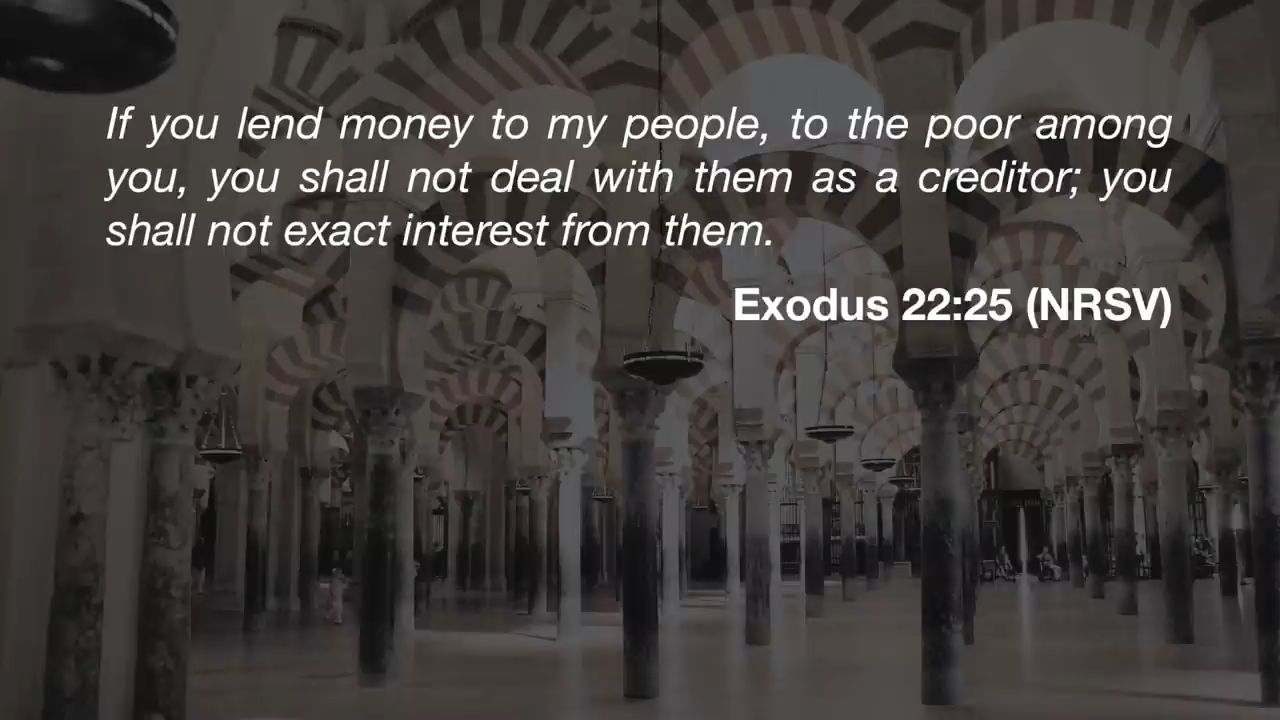 If you lend money to my people, to the poor among
you, you shall not deal with them as a creditor; you
shall not exact interest from them.
Exodus 22:25 (NRSV)